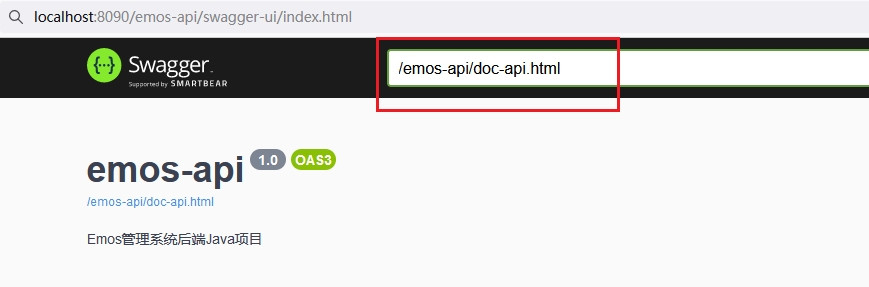 localhost:8090/emos-api/swagger-ui/index.html
Swagger
Supported by SMARTBEAR
/emos-api/doc-api.html
emos-api 1.0 OAS3
/emos-api/doc-api.html
Emos管理系统后端Java项目